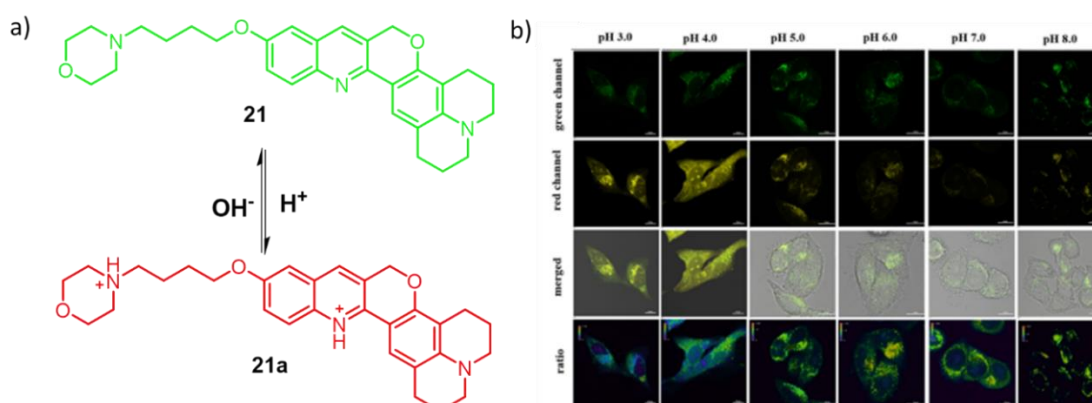 a)
N
O
O
O
N
N
21
OH- H+
H
N
+
O
O
O
+
N
H
N
21a
b)
pH 3.0 pH 4.0 pH 5.0 pH 6.0 pH 7.0 pH 8.0
green channel
red channel
merged
ratio